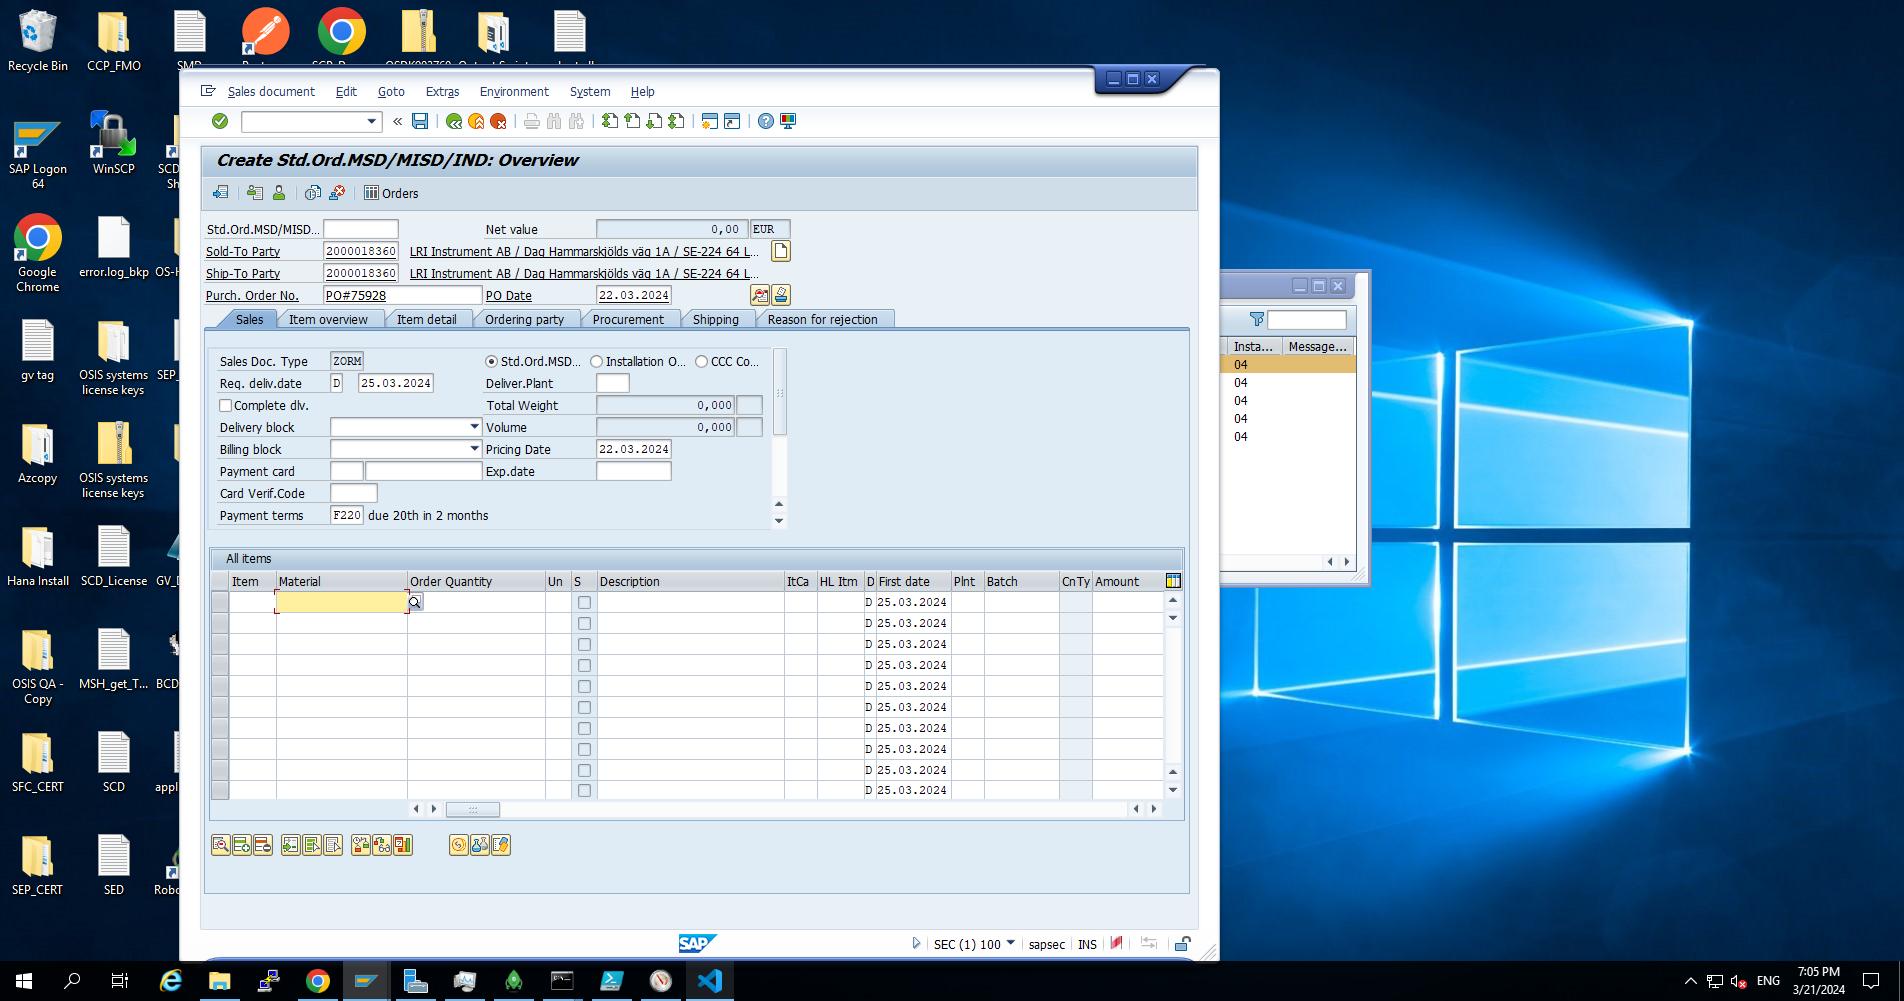 Recycle Bin
CCP_FMO
Sales document Edit Goto Extras Environment System Help
Create Std.Ord.MSD/MISD/IND: Overview
Orders
Std.Ord.MSD/MISD... Net value 0,00 EUR
Sold-To Party 2000018360 LRI Instrument AB / Dag Hammarskjölds väg 1A / SE-224 64 L...
Ship-To Party 2000018360 LRI Instrument AB / Dag Hammarskjölds väg 1A / SE-224 64 L...
Purch. Order No. PO#75928 PO Date 22.03.2024
Sales Item overview Item detail Ordering party Procurement Shipping Reason for rejection
Sales Doc. Type ZORM Std.Ord.MSD... Installation O... CCC Co...
Req. deliv.date D 25.03.2024 Deliver.Plant
Complete dlv. Total Weight 0,000
Delivery block Volume 0,000
Billing block Pricing Date 22.03.2024
Payment card Exp.date
Card Verif.Code
Payment terms F220 due 20th in 2 months
All items
Item Material Order Quantity Un S Description ItCa HL Itm D First date Plnt Batch CnTy Amount
D 25.03.2024
D 25.03.2024
D 25.03.2024
D 25.03.2024
D 25.03.2024
D 25.03.2024
D 25.03.2024
D 25.03.2024
D 25.03.2024
D 25.03.2024
SAP
SEC (1) 100 sapsec INS
Insta... Message...
04
04
04
04
04
SAP Logon
64
WinSCP
Google
Chrome
error.log_bkp
gv tag
OSIS systems
license keys
Azcopy
OSIS systems
license keys
Hana Install
SCD_License
OSIS QA -
Copy
MSH_get_T...
SFC_CERT
SCD
SEP_CERT
SED
ENG
7:05 PM
3/21/2024